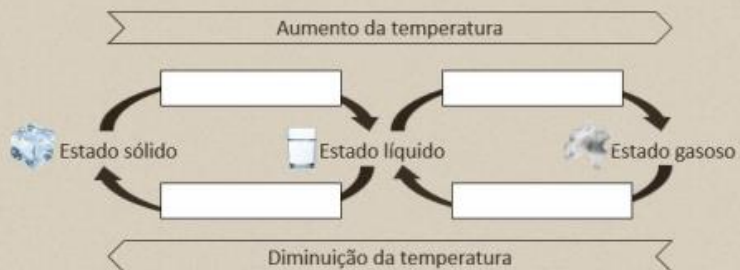 Aumento da temperatura
Estado sólido
Estado líquido
Estado gasoso
Diminuição da temperatura